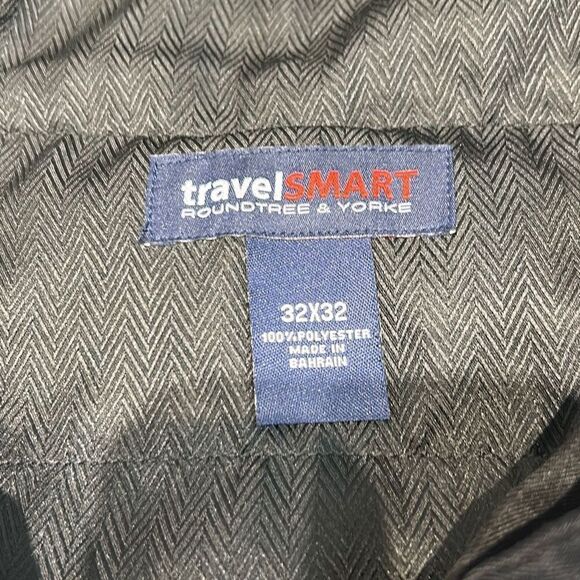 travelSMART
ROUNDTREE & YORKE
32X32
100%POLYESTER
MADE IN
BAHRAIN